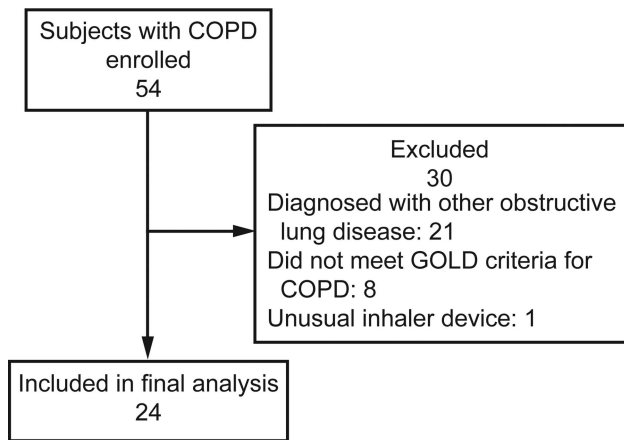 Subjects with COPD
enrolled
54
Excluded
30
Diagnosed with other obstructive
lung disease: 21
Did not meet GOLD criteria for
COPD: 8
Unusual inhaler device: 1
Included in final analysis
24